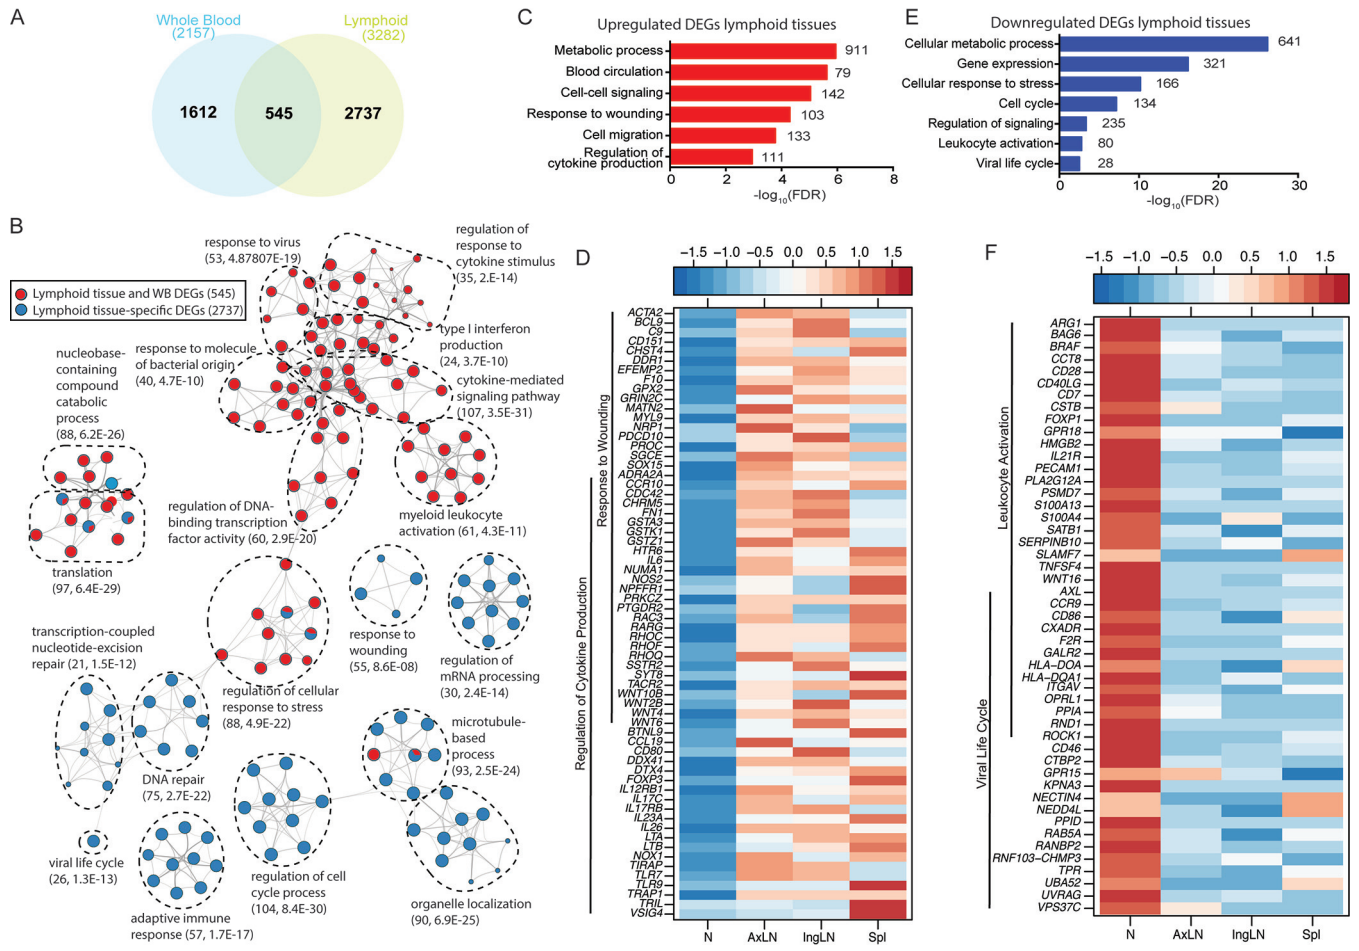 A
Whole Blood
(2157)
Lymphoid
(3282)
1612
545
2737
B
Lymphoid tissue and WB DEGs (545)
Lymphoid tissue-specific DEGs (2737)
response to virus
(53, 4.87807E-19)
regulation of
response to
cytokine stimulus
(35, 2.E-14)
type I interferon
production
(24, 3.7E-10)
response to molecule
of bacterial origin
(40, 4.7E-10)
cytokine-mediated
signaling pathway
(107, 3.5E-31)
nucleobase-
containing
compound
catabolic
process
(88, 6.2E-26)
regulation of DNA-
binding transcription
factor activity (60, 2.9E-20)
myeloid leukocyte
activation (61, 4.3E-11)
translation
(97, 6.4E-29)
transcription-coupled
nucleotide-excision
repair (21, 1.5E-12)
response to
wounding
(55, 8.6E-08)
regulation of
mRNA processing
(30, 2.4E-14)
regulation of cellular
response to stress
(88, 4.9E-22)
microtubule-
based
process
(93, 2.5E-24)
DNA repair
(75, 2.7E-22)
viral life cycle
(26, 1.3E-13)
adaptive immune
response (57, 1.7E-17)
regulation of cell
cycle process
(104, 8.4E-30)
organelle localization
(90, 6.9E-25)
C
Upregulated DEGs lymphoid tissues
Metabolic process
911
Blood circulation
79
Cell-cell signaling
142
Response to wounding
103
Cell migration
133
Regulation of
cytokine production
111
0 2 4 6 8
-log10(FDR)
D
−1.5 −1.0 −0.5 0.0 0.5 1.0 1.5
Response to Wounding
Regulation of Cytokine Production
ACTA2
BCL9
C9
CD151
CHST4
DDR1
EFEMP2
F10
GPX2
GRIN2C
MATN2
MYL9
NRP1
PDCD10
PROC
SGCE
SOX15
ADRA2A
CCR10
CDC42
CHRM5
FN1
GSTA3
GSTK1
GSTZ1
HTR6
IL6
NUMA1
NOS2
NPFFR1
PRKCZ
PTGDR2
RAC3
RARG
RHOC
RHOF
RHOQ
SSTR2
SYT8
TACR2
WNT10B
WNT2B
WNT4
WNT6
BTNL9
CCL19
CD80
DDX41
DTX4
FOXP3
IL12RB1
IL17C
IL17RB
IL23A
IL26
LTA
LTB
NOX1
TIRAP
TLR7
TLR9
TRAP1
TRIL
VSIG4
N AxLN IngLN Spl
E
Downregulated DEGs lymphoid tissues
Cellular metabolic process
641
Gene expression
321
Cellular response to stress
166
Cell cycle
134
Regulation of signaling
235
Leukocyte activation
80
Viral life cycle
28
0 10 20 30
-log10(FDR)
F
−1.5 −1.0 −0.5 0.0 0.5 1.0 1.5
Leukocyte Activation
Viral Life Cycle
ARG1
BAG6
BRAF
CCT8
CD28
CD40LG
CD7
CSTB
FOXP1
GPR18
HMGB2
IL21R
PECAM1
PLA2G12A
PSMD7
S100A13
S100A4
SATB1
SERPINB10
SLAMF7
TNFSF4
WNT16
AXL
CCR9
CD86
CXADR
F2R
GALR2
HLA−DOA
HLA−DQA1
ITGAV
OPRL1
PPIA
RND1
ROCK1
CD46
CTBP2
GPR15
KPNA3
NECTIN4
NEDD4L
PPID
RAB5A
RANBP2
RNF103−CHMP3
TPR
UBA52
UVRAG
VPS37C
N AxLN IngLN Spl